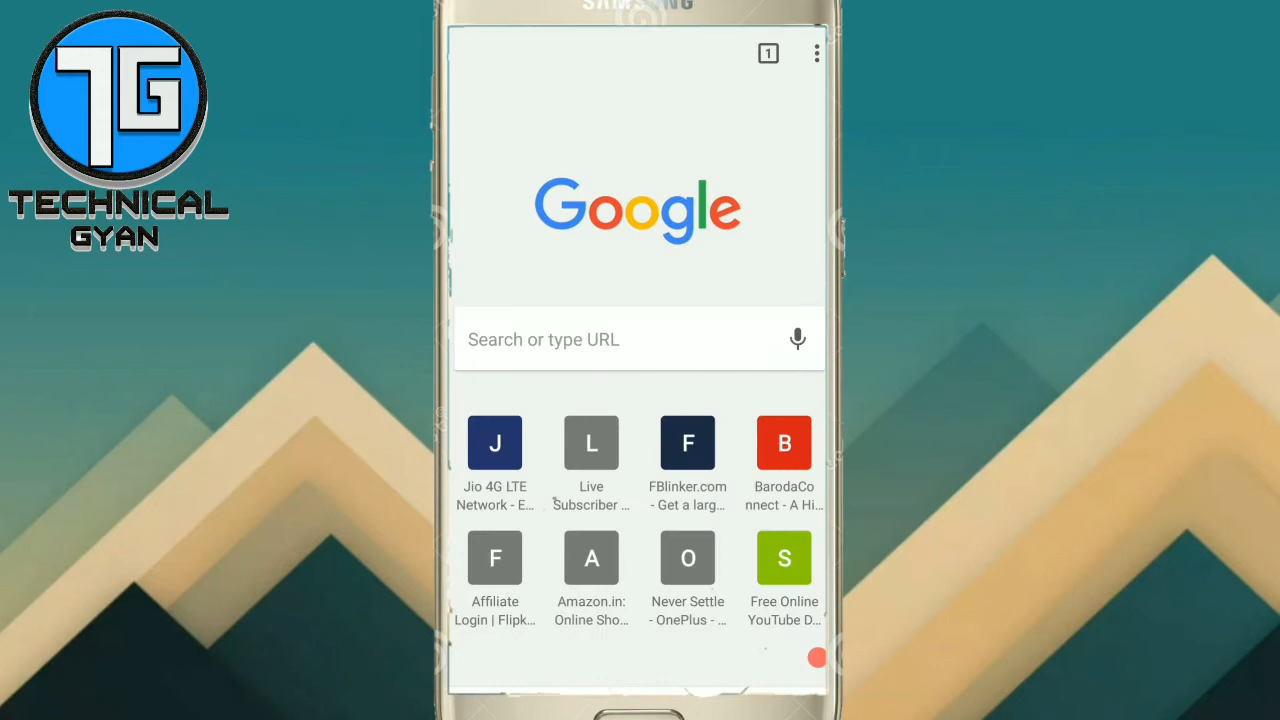 SAMSUNG
TG
TECHNICAL
GYAN
1
Google
Search or type URL
J
L
F
B
Jio 4G LTE
Network - E...
Live
Subscriber ...
FBlinker.com
- Get a larg...
BarodaCo
nnect - A Hi...
F
A
O
S
Affiliate
Login | Flipk...
Amazon.in:
Online Sho...
Never Settle
- OnePlus - ...
Free Online
YouTube D...